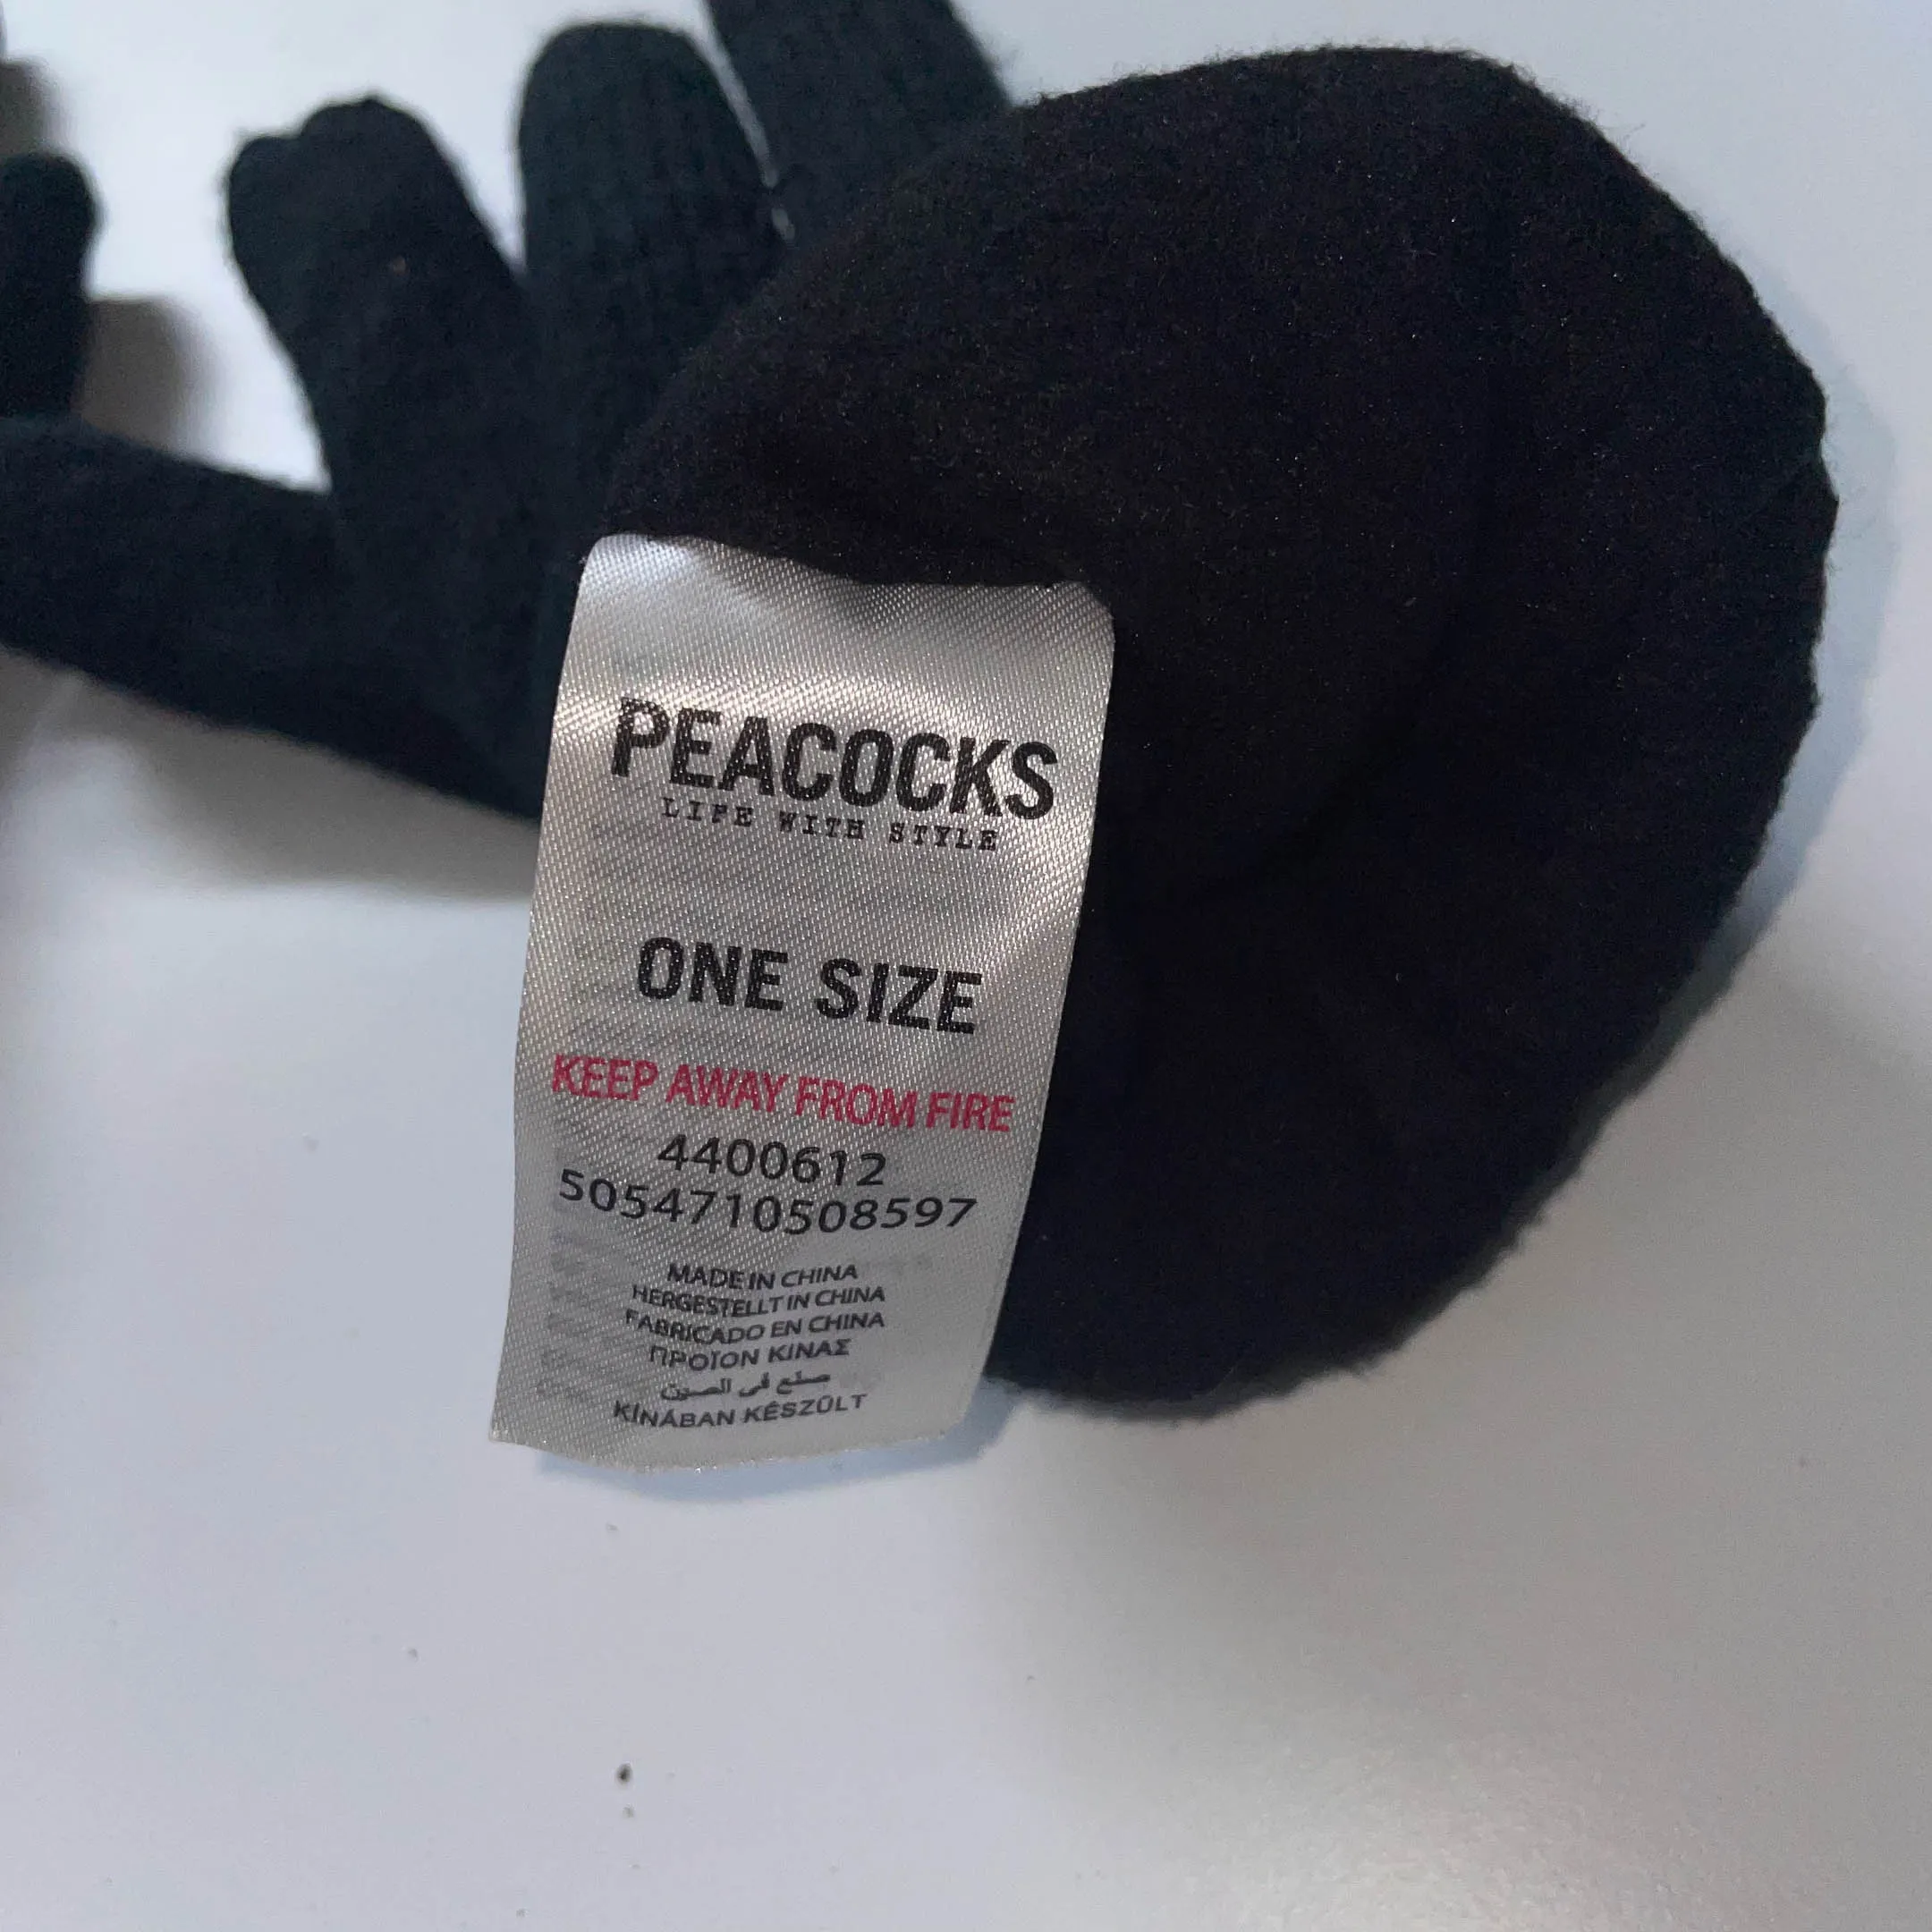 PEACOCKS
LIFE WITH STYLE
ONE SIZE
KEEP AWAY FROM FIRE
4400612
5054710508597
MADE IN CHINA
HERGESTELLT IN CHINA
FABRICADO EN CHINA
ΠΡΟΪΟΝ ΚΙΝΑΣ
صنع في الصين
KÍNÁBAN KÉSZÜLT